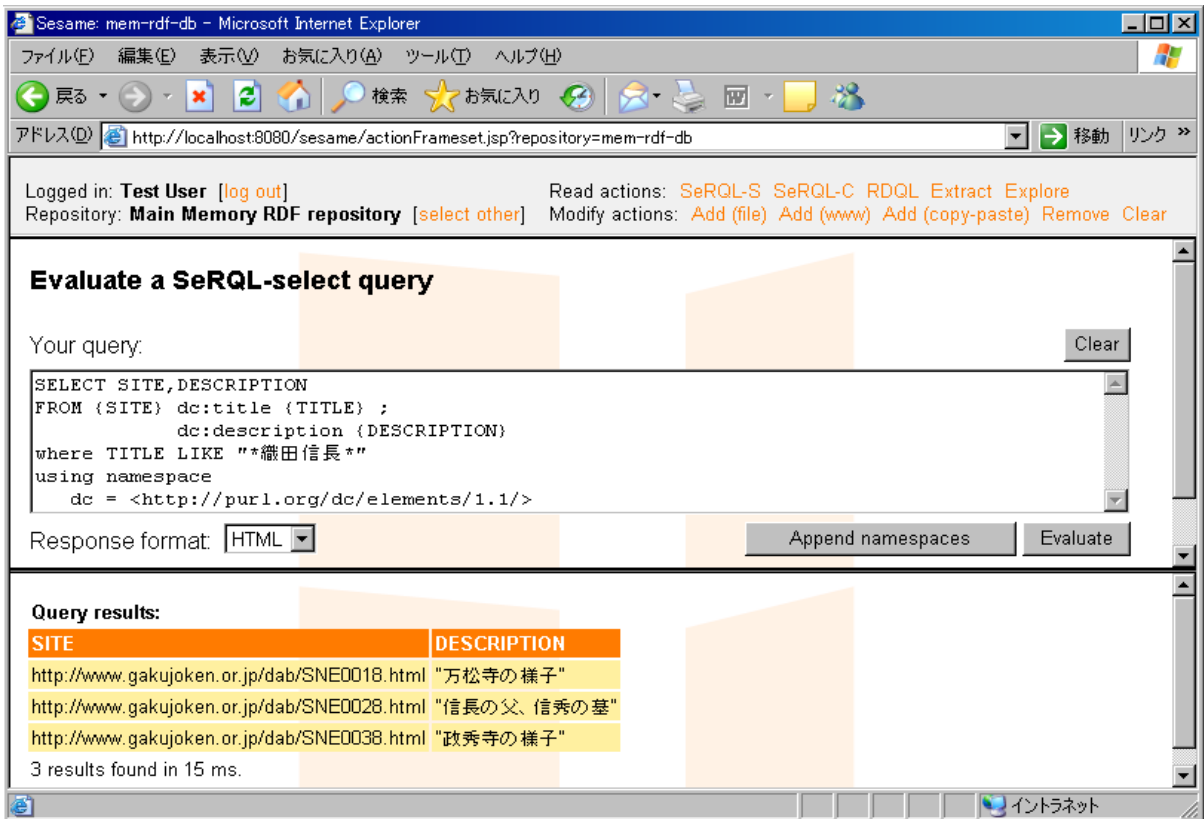 Sesame: mem-rdf-db - Microsoft Internet Explorer
ファイル(F) 編集(E) 表示(V) お気に入り(A) ツール(T) ヘルプ(H)
戻る 検索 お気に入り
アドレス(D) http://localhost:8080/sesame/actionFrameset.jsp?repository=mem-rdf-db 移動 リンク »
Logged in: Test User [log out] Read actions: SeRQL-S SeRQL-C RDQL Extract Explore
Repository: Main Memory RDF repository [select other] Modify actions: Add (file) Add (www) Add (copy-paste) Remove Clear
Evaluate a SeRQL-select query
Your query: Clear
SELECT SITE,DESCRIPTION
FROM {SITE} dc:title {TITLE} ;
dc:description {DESCRIPTION}
where TITLE LIKE "*織田信長*"
using namespace
dc = <http://purl.org/dc/elements/1.1/>
Response format: HTML Append namespaces Evaluate
Query results:
SITE DESCRIPTION
http://www.gakujoken.or.jp/dab/SNE0018.html "万松寺の様子"
http://www.gakujoken.or.jp/dab/SNE0028.html "信長の父、信秀の墓"
http://www.gakujoken.or.jp/dab/SNE0038.html "政秀寺の様子"
3 results found in 15 ms.
イントラネット